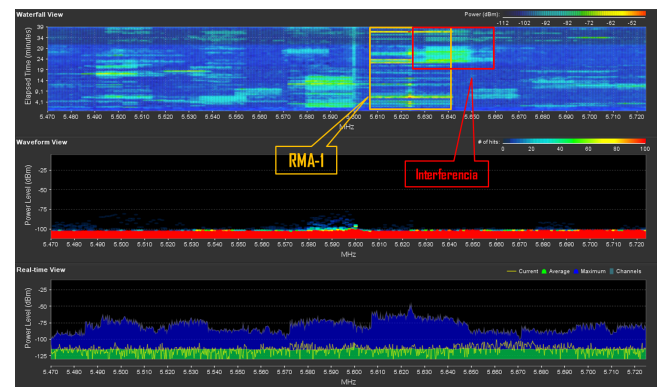 Waterfall View
Power (dBm): -112 -102 -92 -82 -72 -62 -52
Elapsed Time (minutes)
39
34
29
24
19
14
9.1
4.1
5.470 5.480 5.490 5.500 5.510 5.520 5.530 5.540 5.550 5.560 5.570 5.580 5.590 5.600 5.610 5.620 5.630 5.640 5.650 5.660 5.670 5.680 5.690 5.700 5.710 5.720
MHz
RMA-1
Interferencia
Waveform View
# of hits: 0 20 40 60 80 100
Power Level (dBm)
-25
-50
-75
-100
5.470 5.480 5.490 5.500 5.510 5.520 5.530 5.540 5.550 5.560 5.570 5.580 5.590 5.600 5.610 5.620 5.630 5.640 5.650 5.660 5.670 5.680 5.690 5.700 5.710 5.720
MHz
Real-time View
Current Average Maximum Channels
Power Level (dBm)
-25
-50
-75
-100
-125
5.470 5.480 5.490 5.500 5.510 5.520 5.530 5.540 5.550 5.560 5.570 5.580 5.590 5.600 5.610 5.620 5.630 5.640 5.650 5.660 5.670 5.680 5.690 5.700 5.710 5.720
MHz